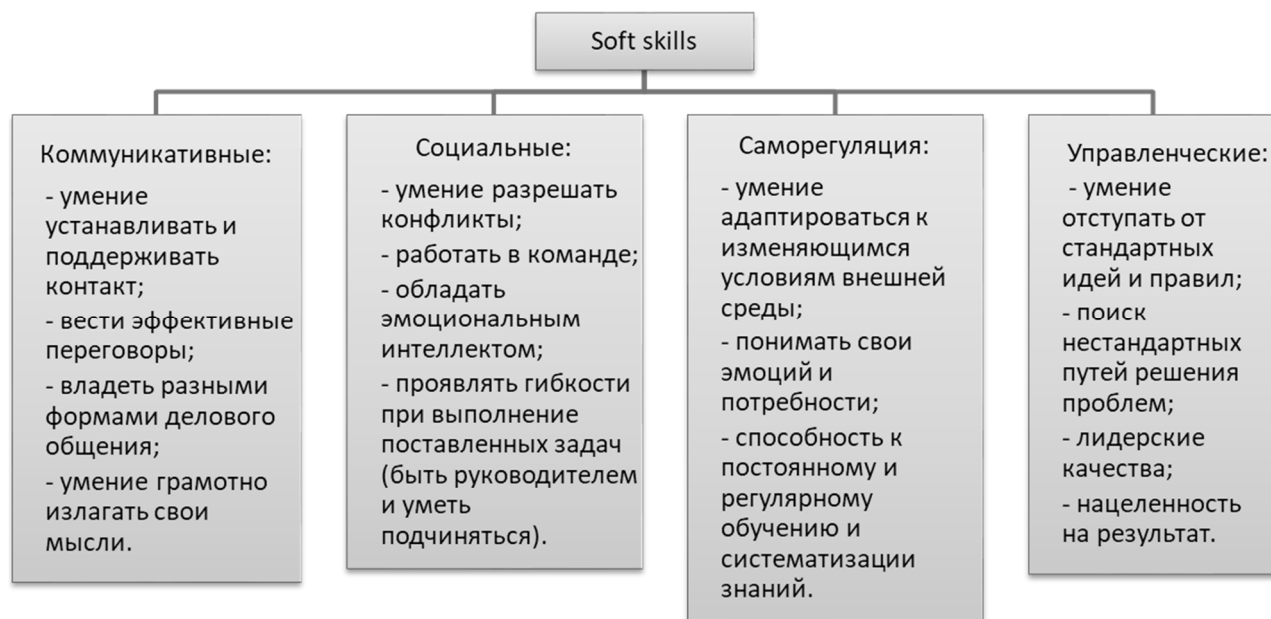 Soft skills
Коммуникативные:
- умение
устанавливать и
поддерживать
контакт;
- вести эффективные
переговоры;
- владеть разными
формами делового
общения;
- умение грамотно
излагать свои
мысли.
Социальные:
- умение разрешать
конфликты;
- работать в команде;
- обладать
эмоциональным
интеллектом;
- проявлять гибкости
при выполнение
поставленных задач
(быть руководителем
и уметь
подчиняться).
Саморегуляция:
- умение
адаптироваться к
изменяющимся
условиям внешней
среды;
- понимать свои
эмоций и
потребности;
- способность к
постоянному и
регулярному
обучению и
систематизации
знаний.
Управленческие:
- умение
отступать от
стандартных
идей и правил;
- поиск
нестандартных
путей решения
проблем;
- лидерские
качества;
- нацеленность
на результат.